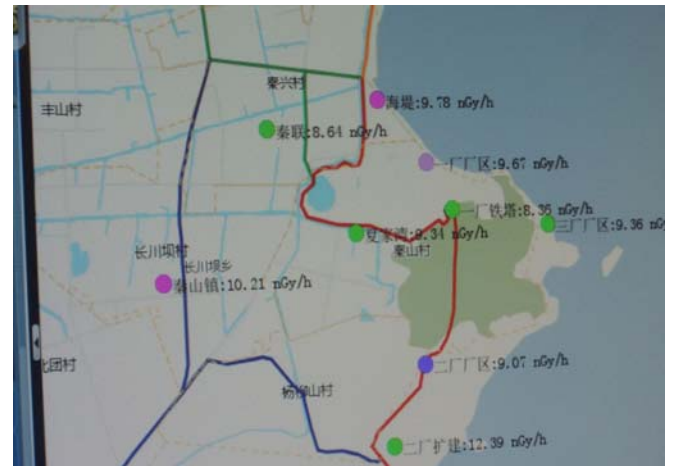 秦兴村
丰山村
海堤:9.78 nGy/h
秦联:8.64 nGy/h
一厂厂区:9.67 nGy/h
一厂铁塔:8.36 nGy/h
三厂厂区:9.36 nGy/h
夏家湾:9.34 nGy/h
秦山村
长川坝村
长川坝乡
秦山镇:10.21 nGy/h
北团村
二厂厂区:9.07 nGy/h
杨柳山村
二厂扩建:12.39 nGy/h